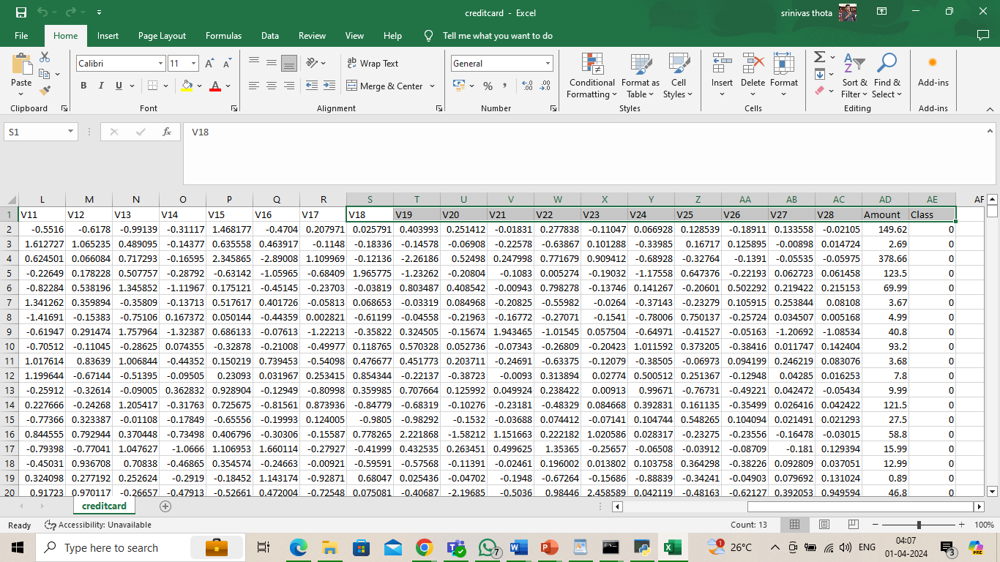 creditcard - Excel
srinivas thota
File Home Insert Page Layout Formulas Data Review View Help Tell me what you want to do
Paste
Clipboard
Calibri 11
B I U
Font
Wrap Text
Merge & Center
Alignment
General
% ,
Number
Conditional Formatting
Format as Table
Cell Styles
Styles
Insert Delete Format
Cells
Sort & Filter
Find & Select
Editing
Add-ins
Add-ins
S1 fx V18
L M N O P Q R S T U V W X Y Z AA AB AC AD AE AF
1 V11 V12 V13 V14 V15 V16 V17 V18 V19 V20 V21 V22 V23 V24 V25 V26 V27 V28 Amount Class
2 -0.5516 -0.6178 -0.99139 -0.31117 1.468177 -0.4704 0.207971 0.025791 0.403993 0.251412 -0.01831 0.277838 -0.11047 0.066928 0.128539 -0.18911 0.133558 -0.02105 149.62 0
3 1.612727 1.065235 0.489095 -0.14377 0.635558 0.463917 -0.1148 -0.18336 -0.14578 -0.06908 -0.22578 -0.63867 0.101288 -0.33985 0.16717 0.125895 -0.00898 0.014724 2.69 0
4 0.624501 0.066084 0.717293 -0.16595 2.345865 -2.89008 1.109969 -0.12136 -2.26186 0.52498 0.247998 0.771679 0.909412 -0.68928 -0.32764 -0.1391 -0.05535 -0.05975 378.66 0
5 -0.22649 0.178228 0.507757 -0.28792 -0.63142 -1.05965 -0.68409 1.965775 -1.23262 -0.20804 -0.1083 0.005274 -0.19032 -1.17558 0.647376 -0.22193 0.062723 0.061458 123.5 0
6 -0.82284 0.538196 1.345852 -1.11967 0.175121 -0.45145 -0.23703 -0.03819 0.803487 0.408542 -0.00943 0.798278 -0.13746 0.141267 -0.20601 0.502292 0.219422 0.215153 69.99 0
7 1.341262 0.359894 -0.35809 -0.13713 0.517617 0.401726 -0.05813 0.068653 -0.03319 0.084968 -0.20825 -0.55982 -0.0264 -0.37143 -0.23279 0.105915 0.253844 0.08108 3.67 0
8 -1.41691 -0.15383 -0.75106 0.167372 0.050144 -0.44359 0.002821 -0.61199 -0.04558 -0.21963 -0.16772 -0.27071 -0.1541 -0.78006 0.750137 -0.25724 0.034507 0.005168 4.99 0
9 -0.61947 0.291474 1.757964 -1.32387 0.686133 -0.07613 -1.22213 -0.35822 0.324505 -0.15674 1.943465 -1.01545 0.057504 -0.64971 -0.41527 -0.05163 -1.20692 -1.08534 40.8 0
10 -0.70512 -0.11045 -0.28625 0.074355 -0.32878 -0.21008 -0.49977 0.118765 0.570328 0.052736 -0.07343 -0.26809 -0.20423 1.011592 0.373205 -0.38416 0.011747 0.142404 93.2 0
11 1.017614 0.83639 1.006844 -0.44352 0.150219 0.739453 -0.54098 0.476677 0.451773 0.203711 -0.24691 -0.63375 -0.12079 -0.38505 -0.06973 0.094199 0.246219 0.083076 3.68 0
12 1.199644 -0.67144 -0.51395 -0.09505 0.23093 0.031967 0.253415 0.854344 -0.22137 -0.38723 -0.0093 0.313894 0.02774 0.500512 0.251367 -0.12948 0.04285 0.016253 7.8 0
13 -0.25912 -0.32614 -0.09005 0.362832 0.928904 -0.12949 -0.80998 0.359985 0.707664 0.125992 0.049924 0.238422 0.00913 0.99671 -0.76731 -0.49221 0.042472 -0.05434 9.99 0
14 0.227666 -0.24268 1.205417 -0.31763 0.725675 -0.81561 0.873936 -0.84779 -0.68319 -0.10276 -0.23181 -0.48329 0.084668 0.392831 0.161135 -0.35499 0.026416 0.042422 121.5 0
15 -0.77366 0.323387 -0.01108 -0.17849 -0.65556 -0.19993 0.124005 -0.9805 -0.98292 -0.1532 -0.03688 0.074412 -0.07141 0.104744 0.548265 0.104094 0.021491 0.021293 27.5 0
16 0.844555 0.792944 0.370448 -0.73498 0.406796 -0.30306 -0.15587 0.778265 2.221868 -1.58212 1.151663 0.222182 1.020586 0.028317 -0.23275 -0.23556 -0.16478 -0.03015 58.8 0
17 -0.79398 -0.77041 1.047627 -1.0666 1.106953 1.660114 -0.27927 -0.41999 0.432535 0.263451 0.499625 1.35365 -0.25657 -0.06508 -0.03912 -0.08709 -0.181 0.129394 15.99 0
18 -0.45031 0.936708 0.70838 -0.46865 0.354574 -0.24663 -0.00921 -0.59591 -0.57568 -0.11391 -0.02461 0.196002 0.013802 0.103758 0.364298 -0.38226 0.092809 0.037051 12.99 0
19 0.324098 0.277192 0.252624 -0.2919 -0.18452 1.143174 -0.92871 0.68047 0.025436 -0.04702 -0.1948 -0.67264 -0.15686 -0.88839 -0.34241 -0.04903 0.079692 0.131024 0.89 0
20 0.91723 0.970117 -0.26657 -0.47913 -0.52661 0.472004 -0.72548 0.075081 -0.40687 -2.19685 -0.5036 0.98446 2.458589 0.042119 -0.48163 -0.62127 0.392053 0.949594 46.8 0
creditcard
Ready Accessibility: Unavailable Count: 13 100%
Type here to search 7 1 26°C ENG 04:07
01-04-2024 3 PRE